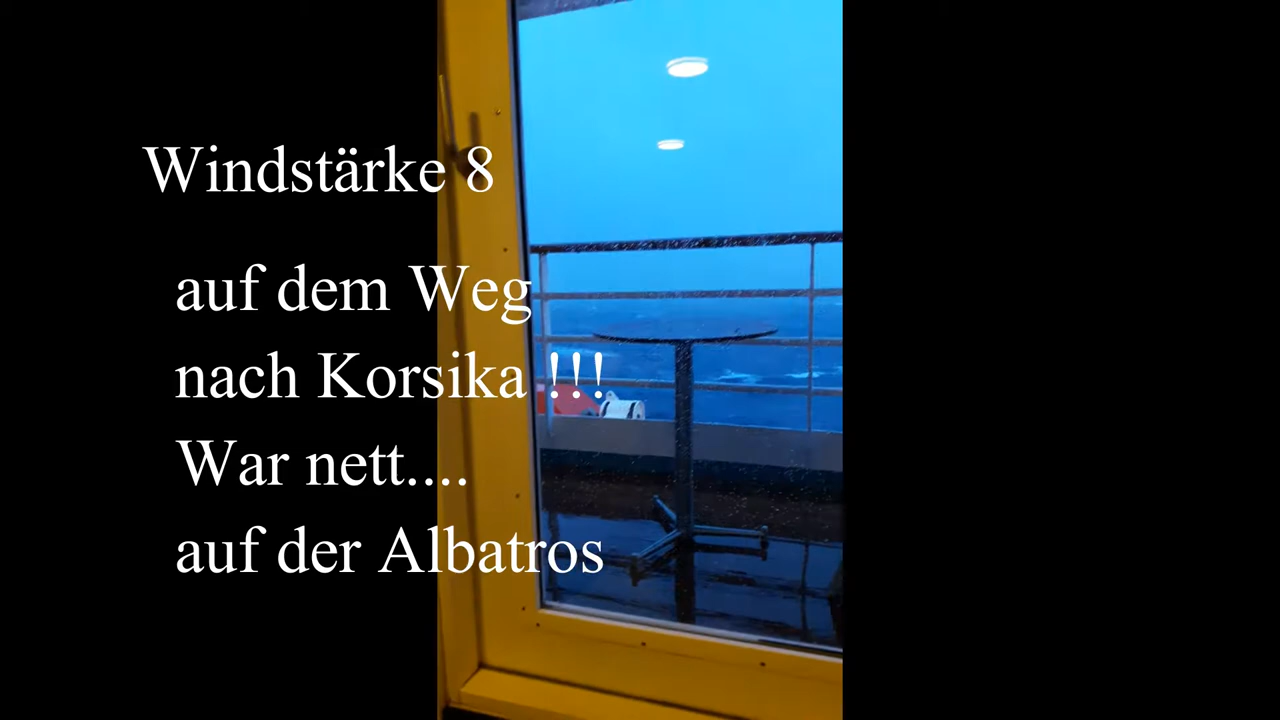 Windstärke 8
auf dem Weg
nach Korsika !!!
War nett....
auf der Albatros